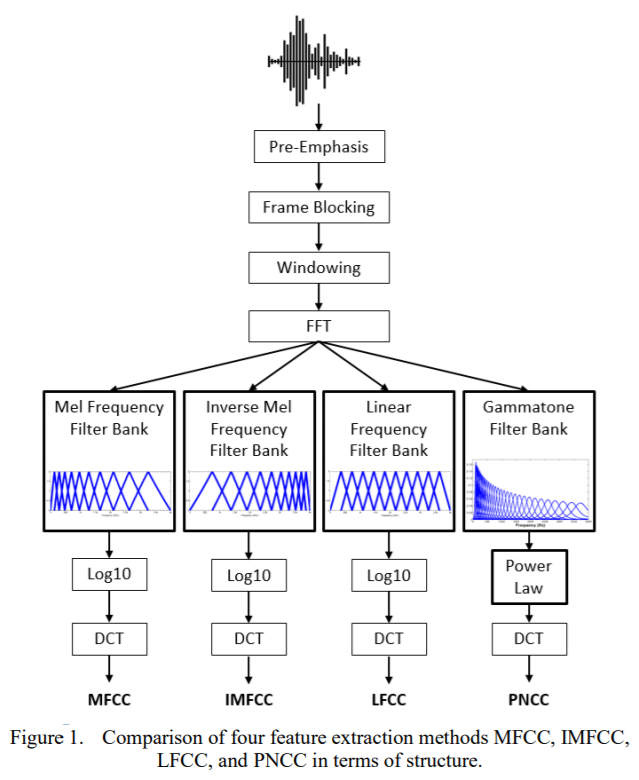 Pre-Emphasis
Frame Blocking
Windowing
FFT
Mel Frequency
Filter Bank
Inverse Mel
Frequency
Filter Bank
Linear
Frequency
Filter Bank
Gammatone
Filter Bank
Frequency (Hz)
Log10
Log10
Log10
Power
Law
DCT
DCT
DCT
DCT
MFCC
IMFCC
LFCC
PNCC
Figure 1. Comparison of four feature extraction methods MFCC, IMFCC,
LFCC, and PNCC in terms of structure.